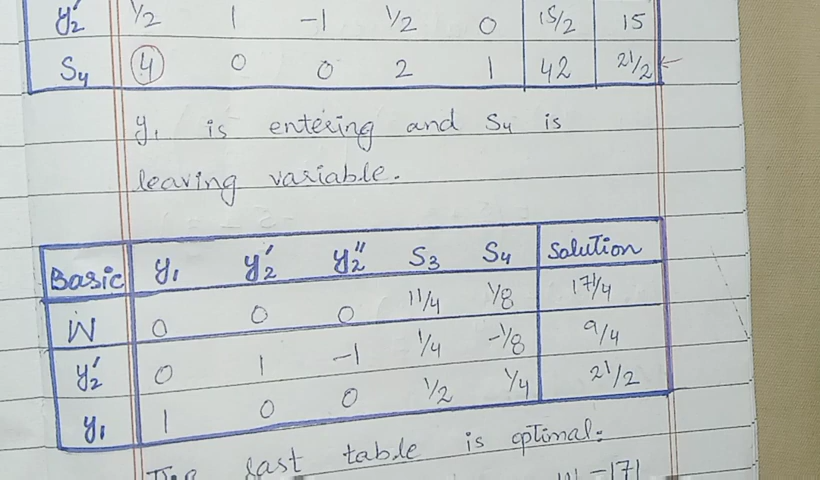 y₂′ 1/2 1 -1 1/2 0 15/2 15
S₄ 4 0 0 2 1 42 21/2 ←
y₁ is entering and S₄ is
leaving variable.
Basic y₁ y₂′ y₂″ S₃ S₄ Solution
W 0 0 0 11/4 1/8 171/4
y₂′ 0 1 -1 1/4 -1/8 9/4
y₁ 1 0 0 1/2 1/4 21/2
last table is optimal: